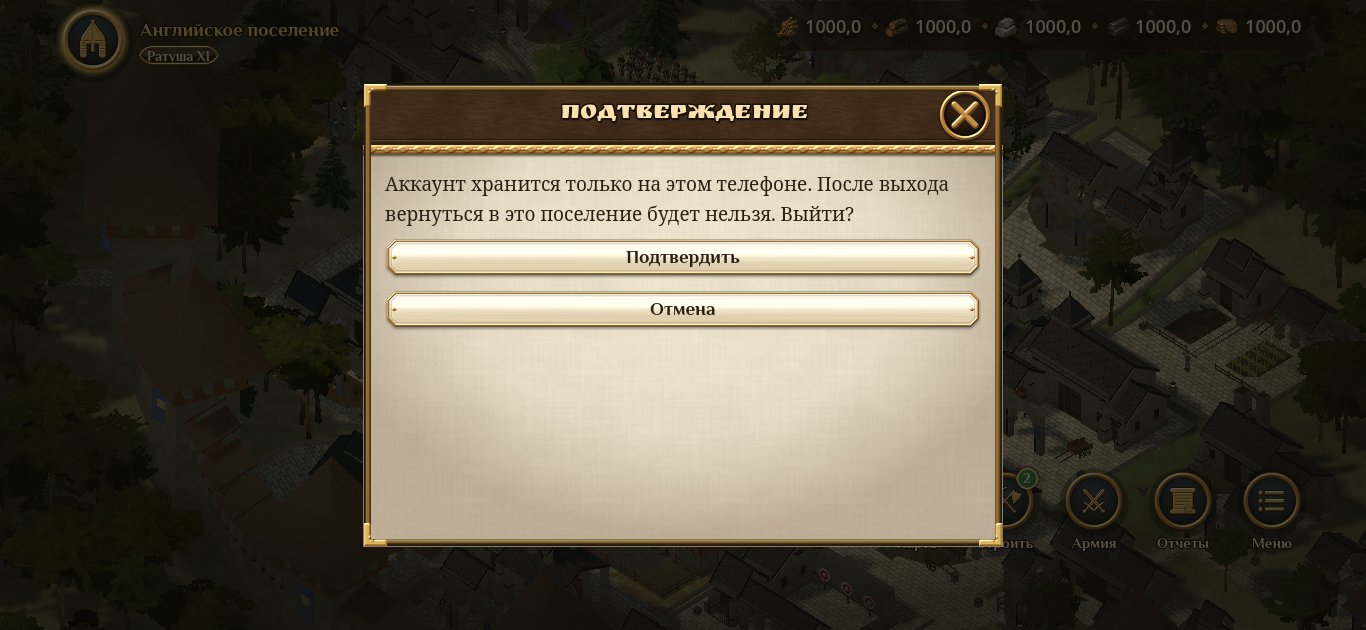 Английское поселение
Ратуша XI
1000,0
1000,0
1000,0
1000,0
1000,0
ПОДТВЕРЖДЕНИЕ
Аккаунт хранится только на этом телефоне. После выхода
вернуться в это поселение будет нельзя. Выйти?
Подтвердить
Отмена
2
Армия
Отчёты
Меню